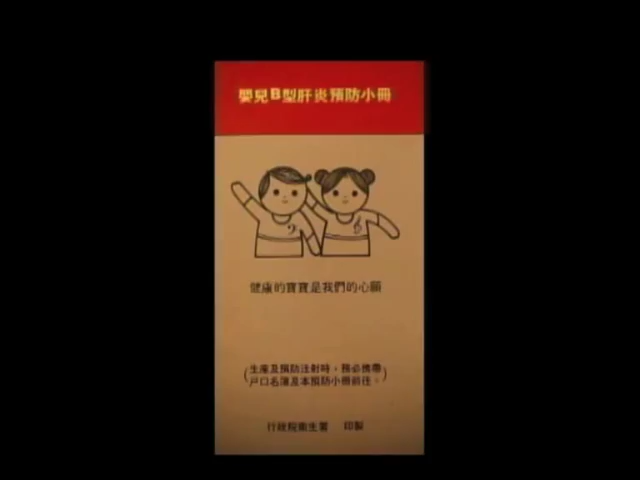 嬰兒B型肝炎預防小冊
健康的寶寶是我們的心願
(生產及預防注射時，務必携帶
戶口名簿及本預防小冊前往。)
行政院衛生署 印製